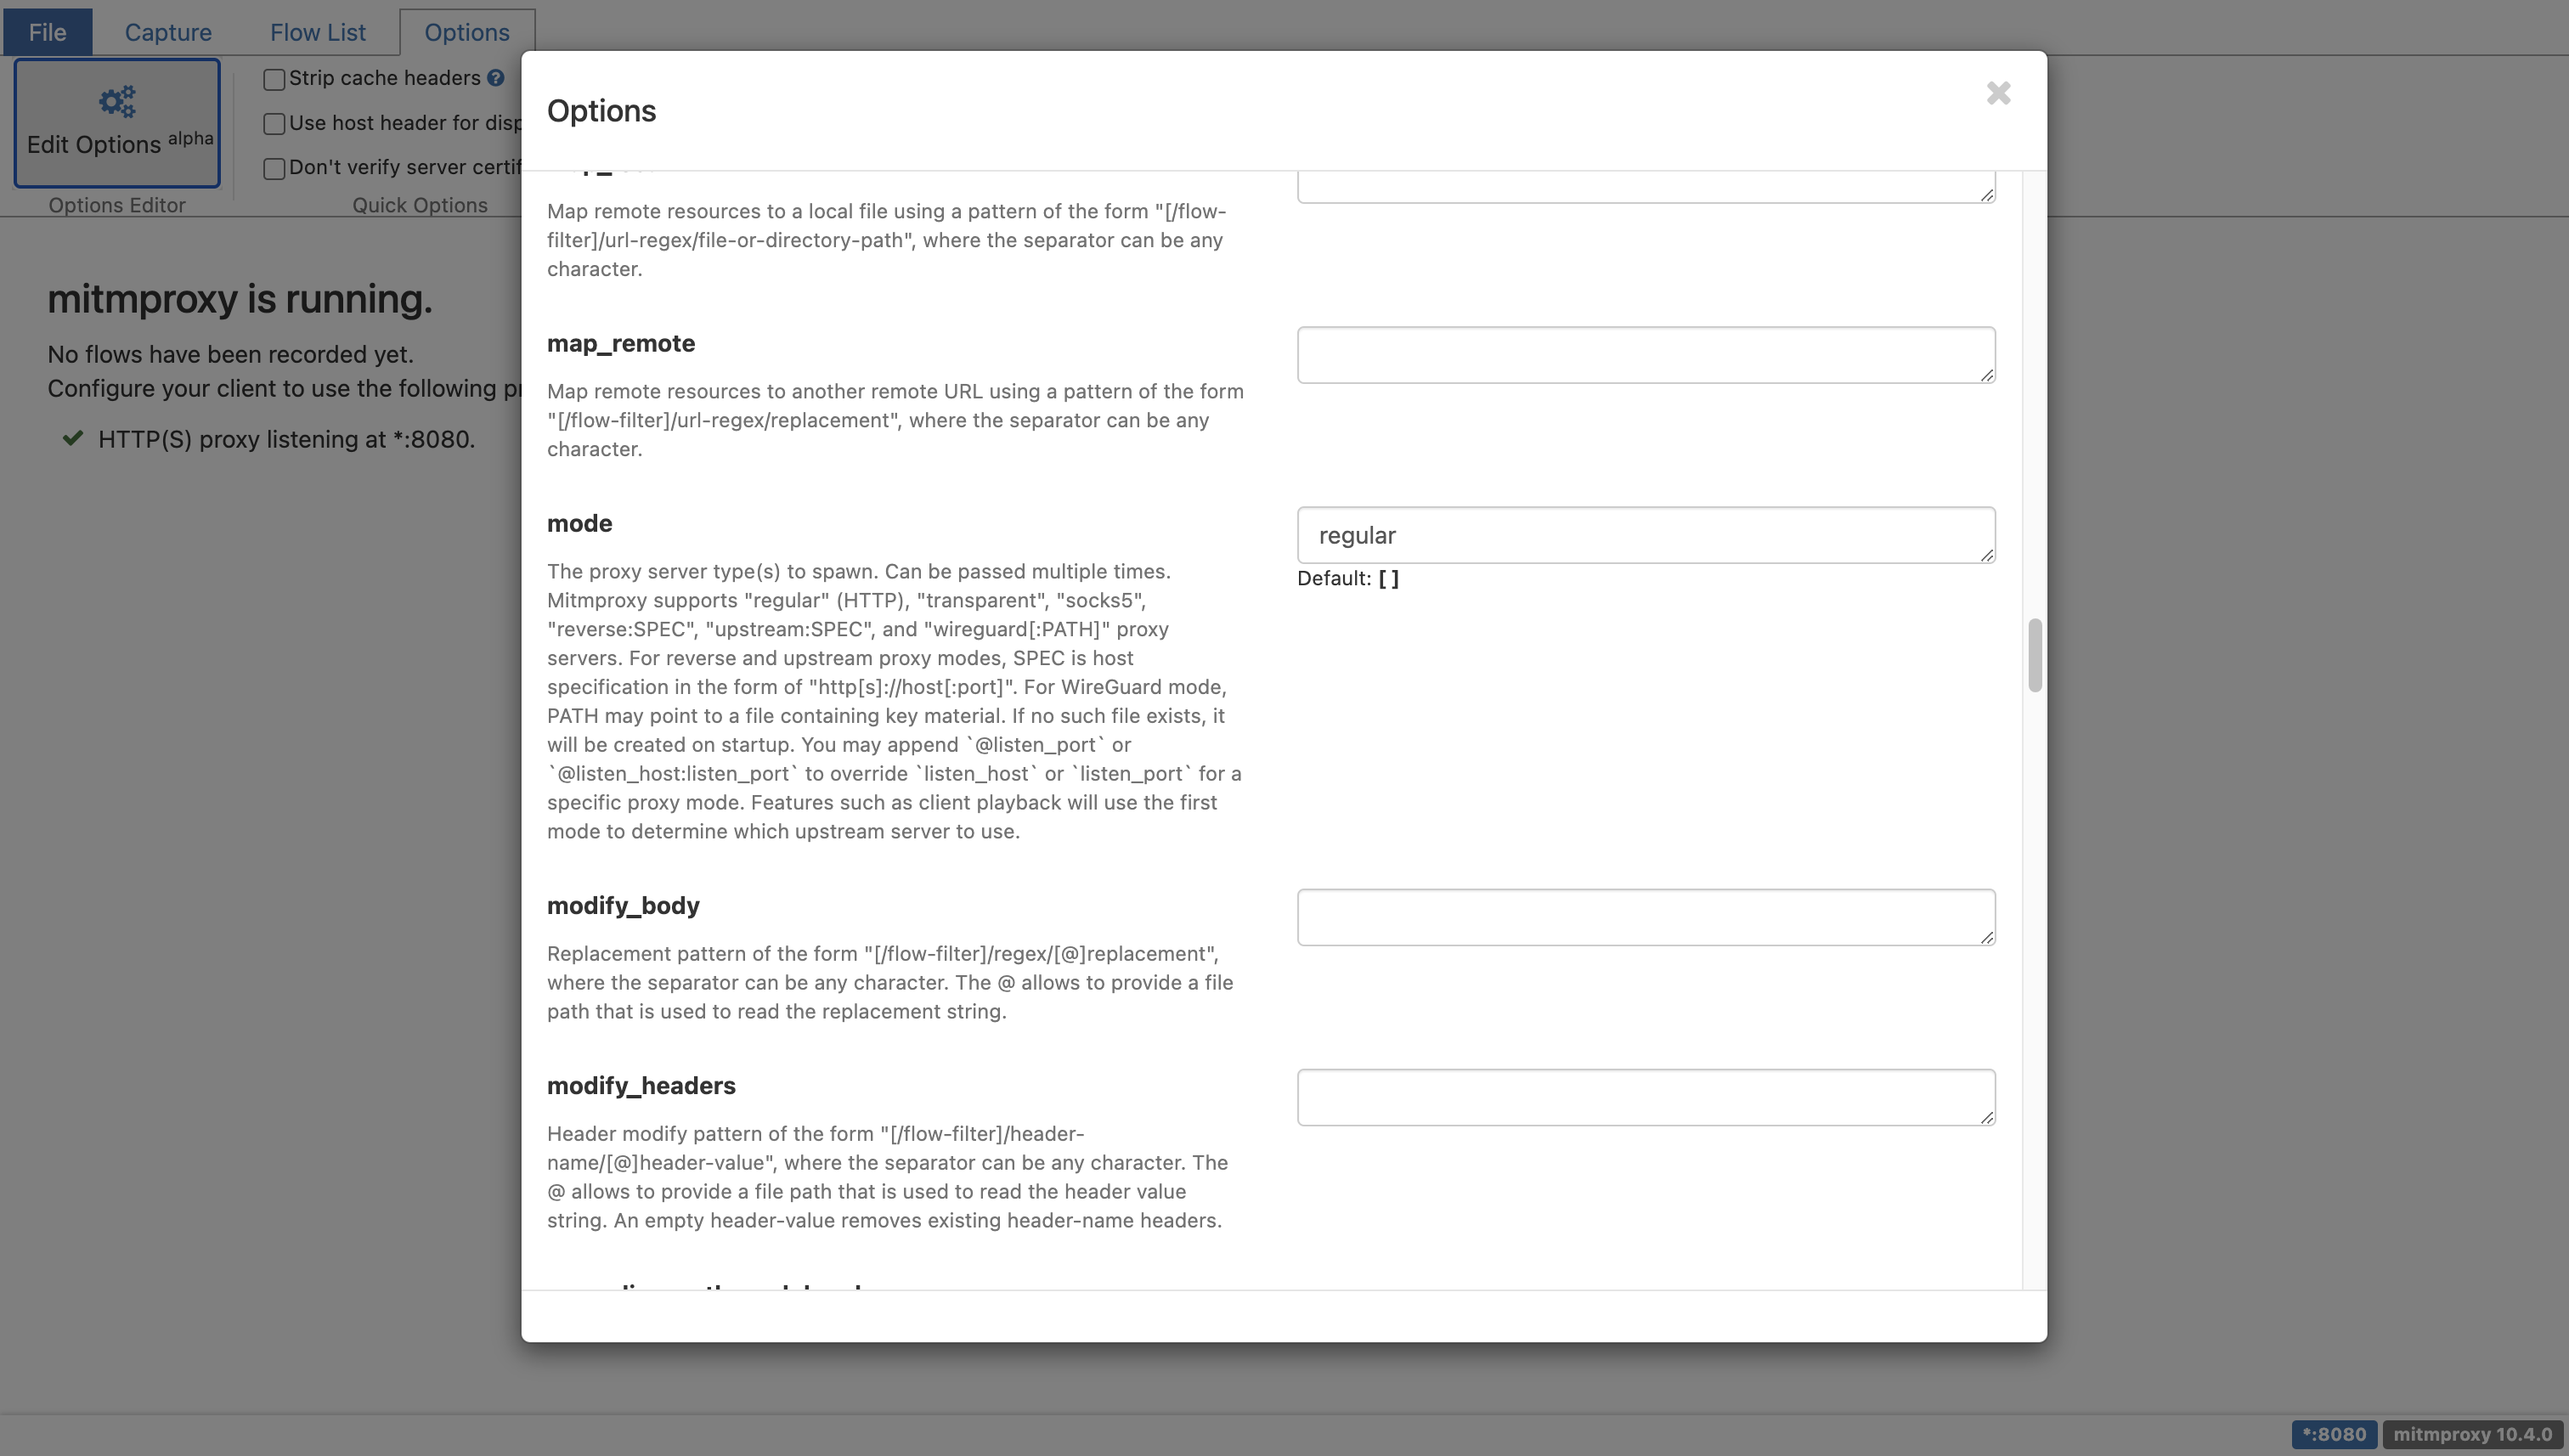 File
Capture
Flow List
Options
Edit Options alpha
Options Editor
Strip cache headers
Use host header for disp
Don't verify server certif
Quick Options
mitmproxy is running.
No flows have been recorded yet.
Configure your client to use the following pr
HTTP(S) proxy listening at *:8080.
Options
Map remote resources to a local file using a pattern of the form "[/flow-
filter]/url-regex/file-or-directory-path", where the separator can be any
character.
map_remote
Map remote resources to another remote URL using a pattern of the form
"[/flow-filter]/url-regex/replacement", where the separator can be any
character.
mode
regular
Default: [ ]
The proxy server type(s) to spawn. Can be passed multiple times.
Mitmproxy supports "regular" (HTTP), "transparent", "socks5",
"reverse:SPEC", "upstream:SPEC", and "wireguard[:PATH]" proxy
servers. For reverse and upstream proxy modes, SPEC is host
specification in the form of "http[s]://host[:port]". For WireGuard mode,
PATH may point to a file containing key material. If no such file exists, it
will be created on startup. You may append `@listen_port` or
`@listen_host:listen_port` to override `listen_host` or `listen_port` for a
specific proxy mode. Features such as client playback will use the first
mode to determine which upstream server to use.
modify_body
Replacement pattern of the form "[/flow-filter]/regex/[@]replacement",
where the separator can be any character. The @ allows to provide a file
path that is used to read the replacement string.
modify_headers
Header modify pattern of the form "[/flow-filter]/header-
name/[@]header-value", where the separator can be any character. The
@ allows to provide a file path that is used to read the header value
string. An empty header-value removes existing header-name headers.
*:8080
mitmproxy 10.4.0